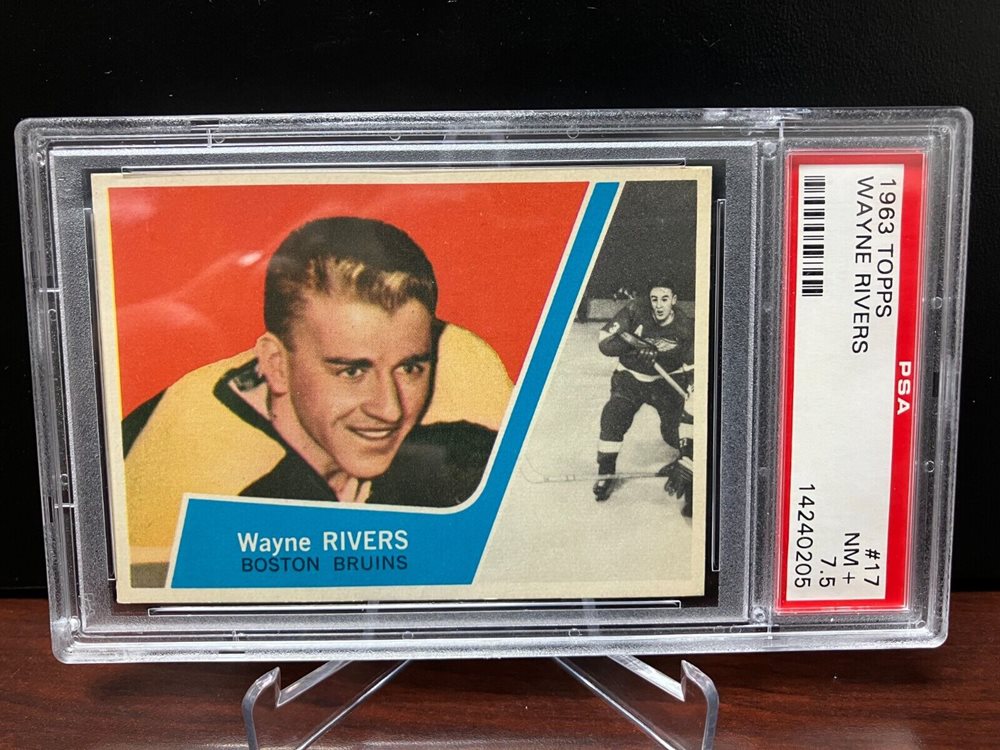 Wayne RIVERS
BOSTON BRUINS
1963 TOPPS
WAYNE RIVERS
#17
NM+
7.5
14240205
PSA